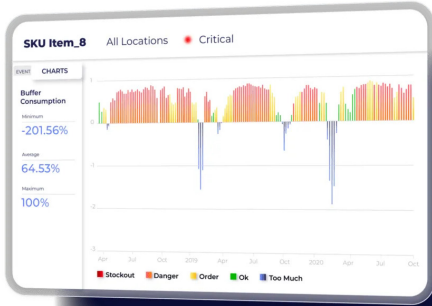 SKU Item_8 All Locations Critical
EVENT CHARTS
Buffer
Consumption
Minimum
-201.56%
Average
64.53%
Maximum
100%
1
0
-1
-2
-3
Apr Jul Oct 2019 Apr Jul Oct 2020 Apr Jul Oct
Stockout Danger Order Ok Too Much